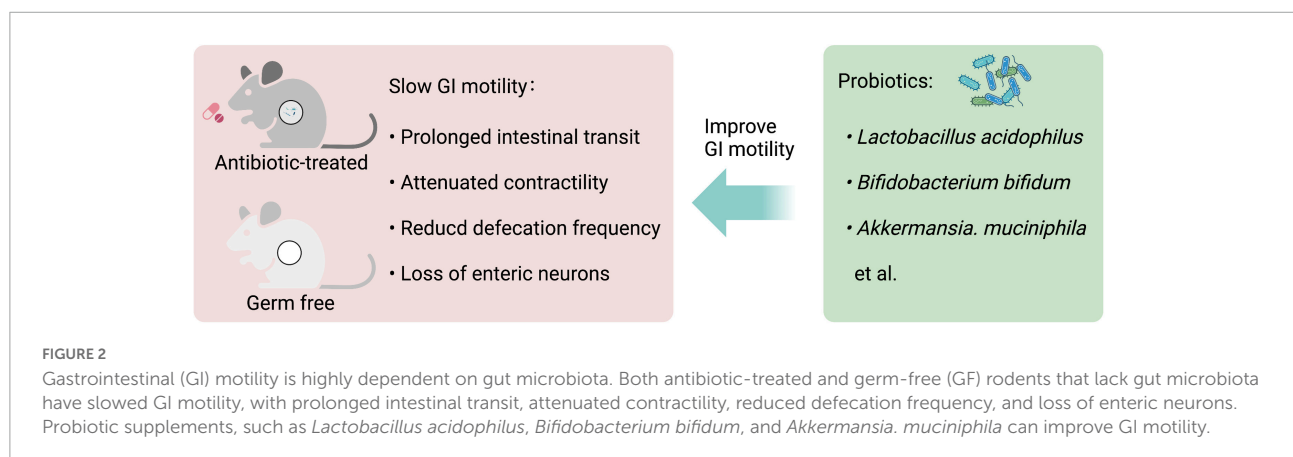 Slow GI motility:
• Prolonged intestinal transit
• Attenuated contractility
• Reducd defecation frequency
• Loss of enteric neurons
Antibiotic-treated
Germ free
Improve
GI motility
Probiotics:
• Lactobacillus acidophilus
• Bifidobacterium bifidum
• Akkermansia. muciniphila
et al.
FIGURE 2
Gastrointestinal (GI) motility is highly dependent on gut microbiota. Both antibiotic-treated and germ-free (GF) rodents that lack gut microbiota
have slowed GI motility, with prolonged intestinal transit, attenuated contractility, reduced defecation frequency, and loss of enteric neurons.
Probiotic supplements, such as Lactobacillus acidophilus, Bifidobacterium bifidum, and Akkermansia. muciniphila can improve GI motility.